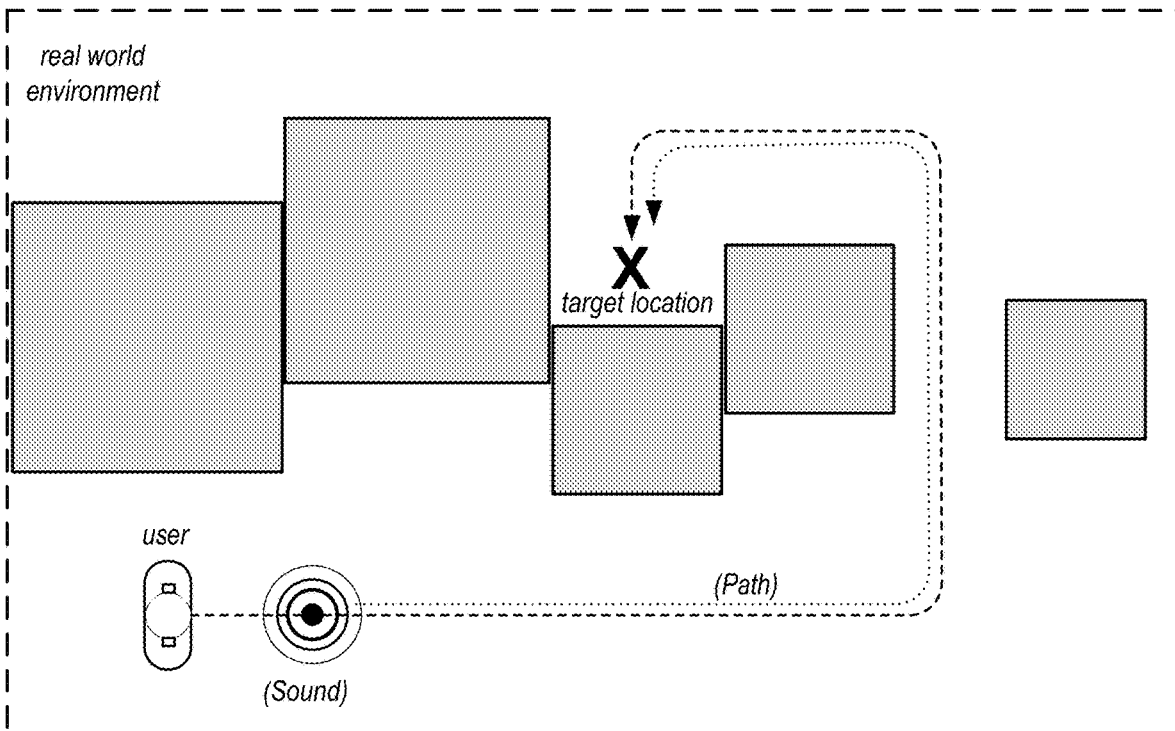 real world
environment
X
target location
user
(Path)
(Sound)